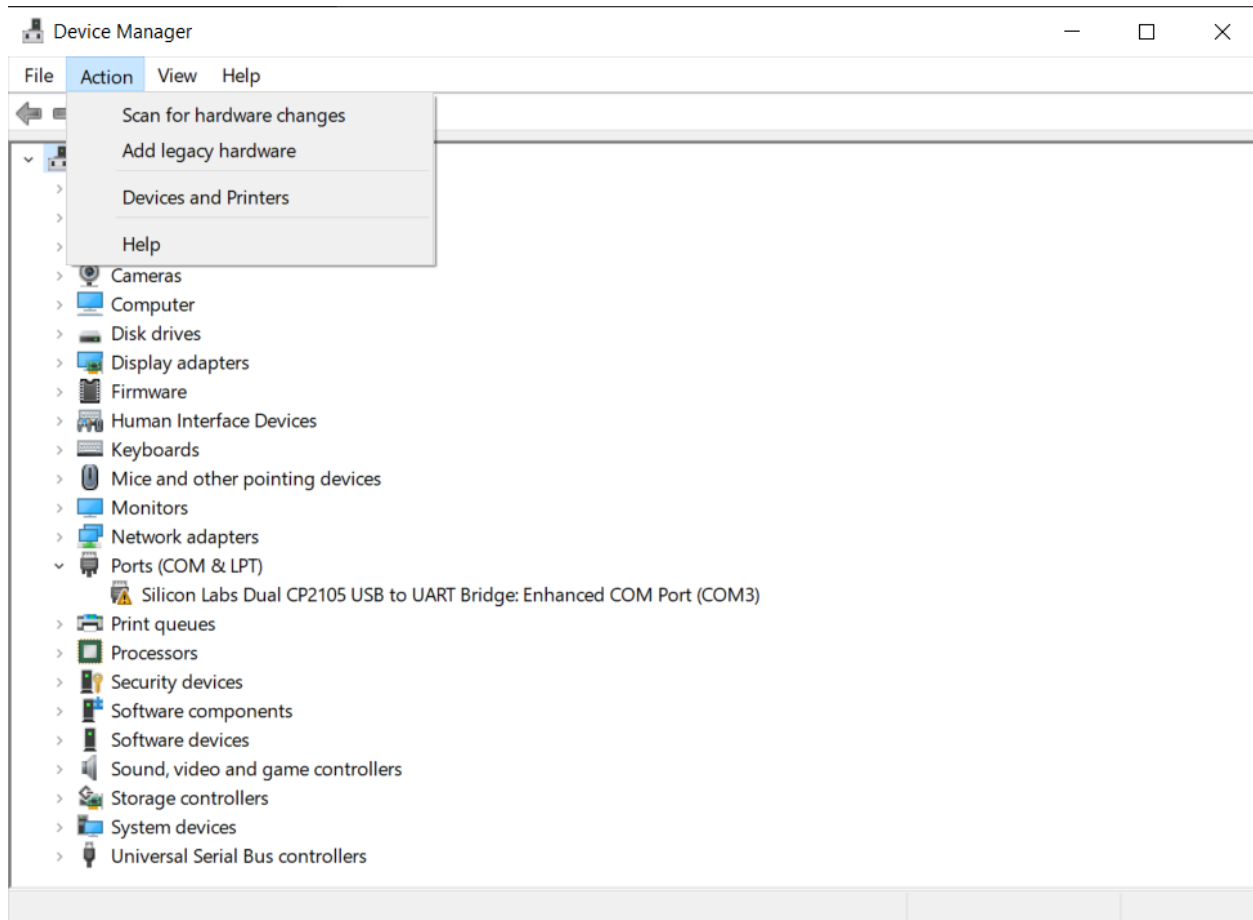 Device Manager
File Action View Help
Scan for hardware changes
Add legacy hardware
Devices and Printers
Help
Cameras
Computer
Disk drives
Display adapters
Firmware
Human Interface Devices
Keyboards
Mice and other pointing devices
Monitors
Network adapters
Ports (COM & LPT)
Silicon Labs Dual CP2105 USB to UART Bridge: Enhanced COM Port (COM3)
Print queues
Processors
Security devices
Software components
Software devices
Sound, video and game controllers
Storage controllers
System devices
Universal Serial Bus controllers